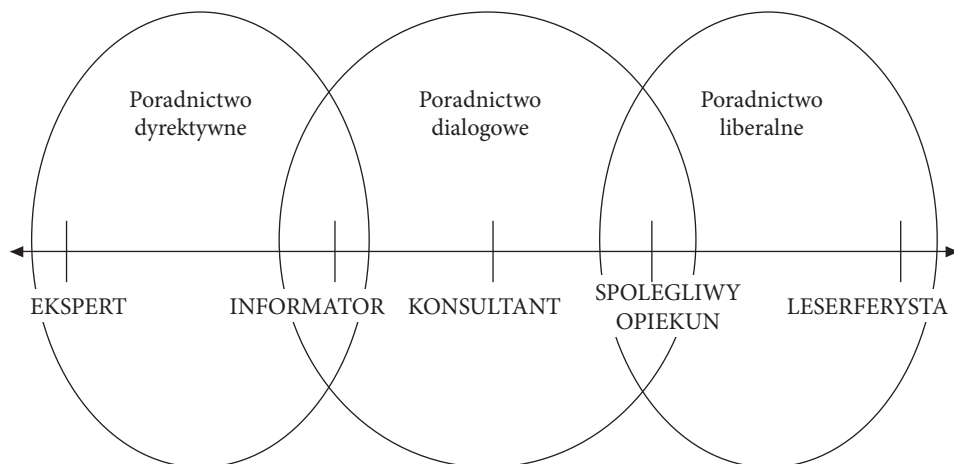 Poradnictwo
dyrektywne
Poradnictwo
dialogowe
Poradnictwo
liberalne
EKSPERT
INFORMATOR
KONSULTANT
SPOLEGLIWY
OPIEKUN
LESERFERYSTA